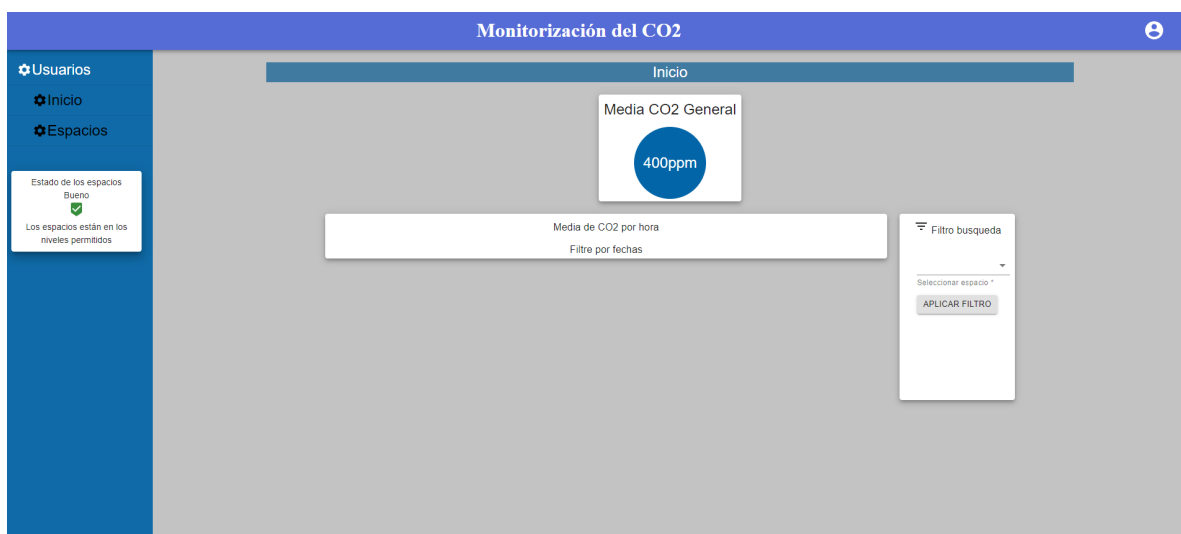 Monitorización del CO2
Usuarios
Inicio
Espacios
Estado de los espacios
Bueno
Los espacios están en los
niveles permitidos
Inicio
Media CO2 General
400ppm
Media de CO2 por hora
Filtre por fechas
Filtro busqueda
Seleccionar espacio *
APLICAR FILTRO